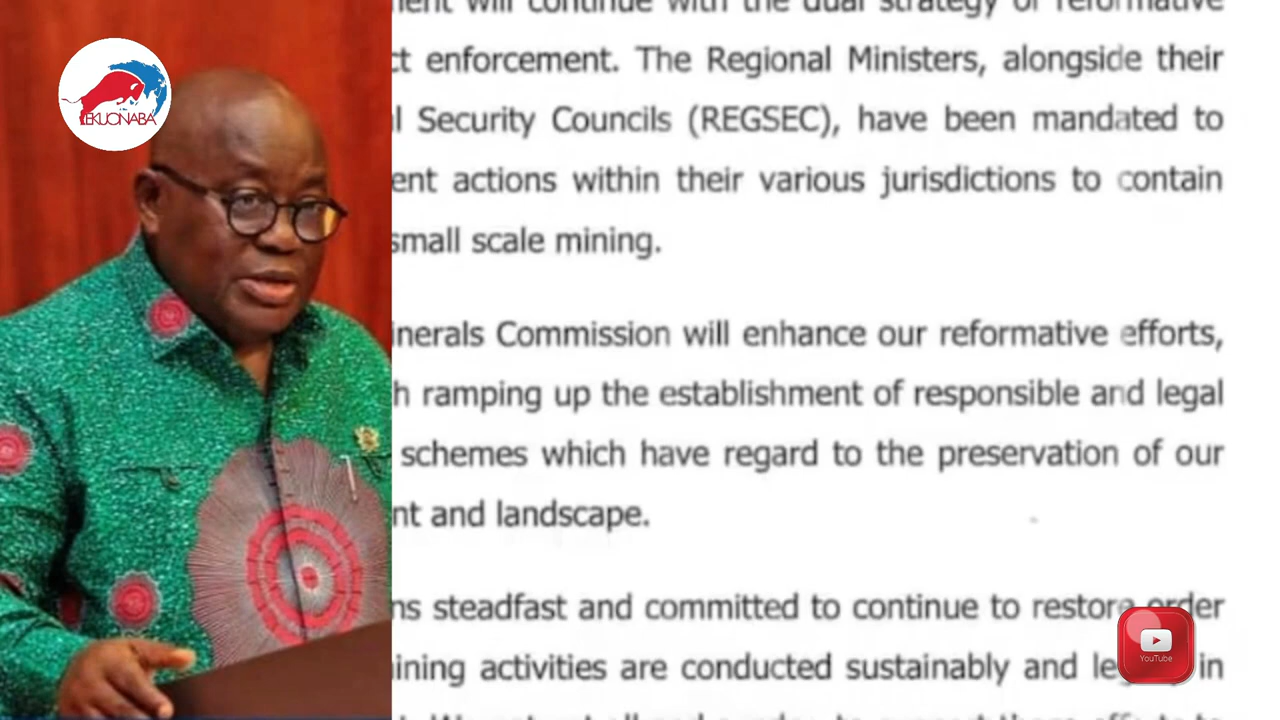 EKUONABA
ent will continue with the dual strategy of reformative
ct enforcement. The Regional Ministers, alongside their
l Security Councils (REGSEC), have been mandated to
ent actions within their various jurisdictions to contain
small scale mining.
inerals Commission will enhance our reformative efforts,
h ramping up the establishment of responsible and legal
schemes which have regard to the preservation of our
nt and landscape.
ns steadfast and committed to continue to restore order
ining activities are conducted sustainably and in
YouTube